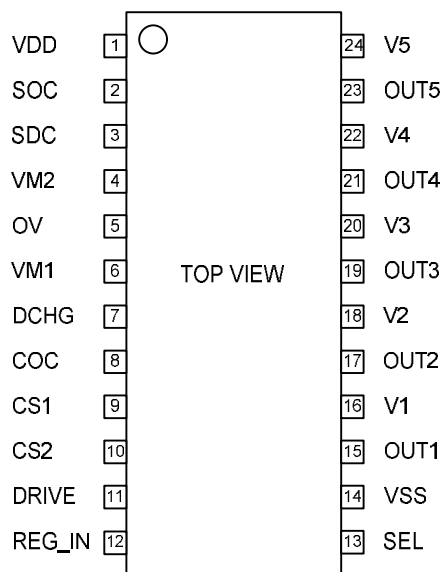 VDD 1 24 V5
SOC 2 23 OUT5
SDC 3 22 V4
VM2 4 21 OUT4
OV 5 20 V3
VM1 6 TOP VIEW 19 OUT3
DCHG 7 18 V2
COC 8 17 OUT2
CS1 9 16 V1
CS2 10 15 OUT1
DRIVE 11 14 VSS
REG_IN 12 13 SEL